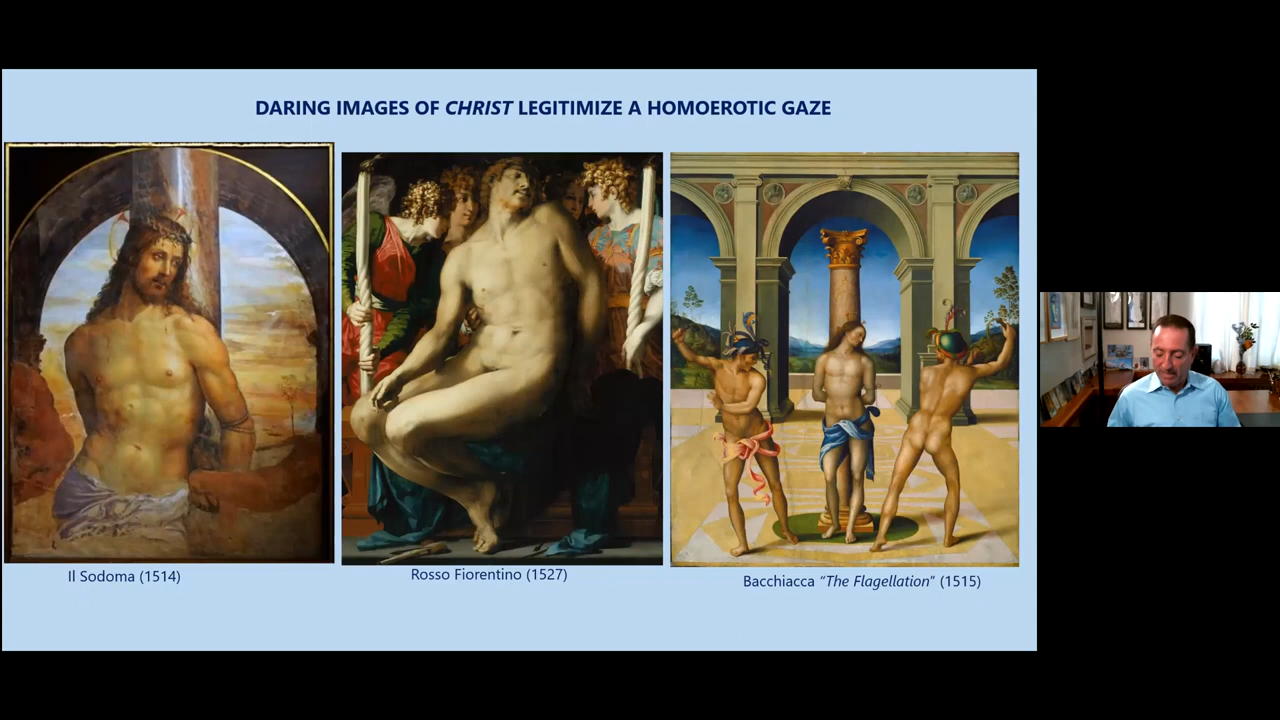 DARING IMAGES OF CHRIST LEGITIMIZE A HOMOEROTIC GAZE
Il Sodoma (1514)
Rosso Fiorentino (1527)
Bacchiacca “The Flagellation” (1515)